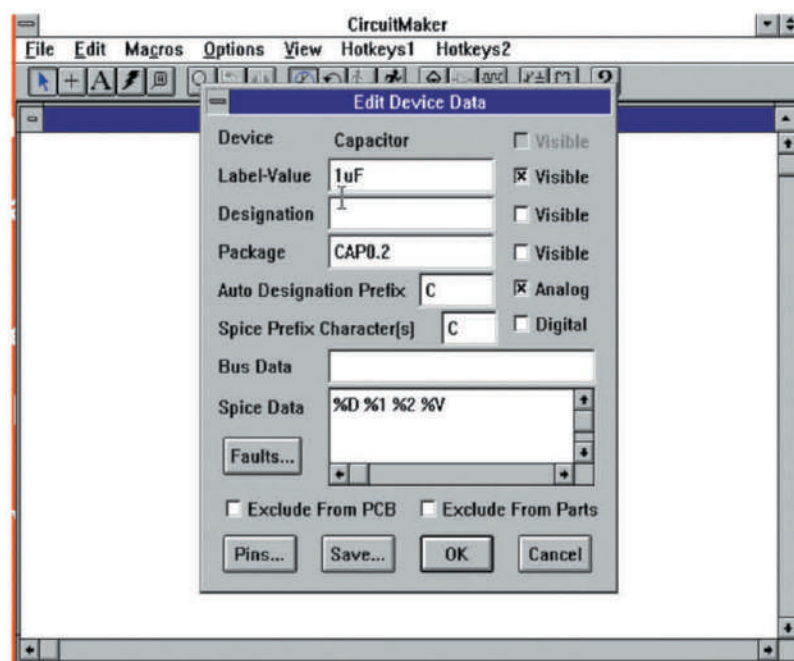 CircuitMaker
File Edit Macros Options View Hotkeys1 Hotkeys2
A ?
Edit Device Data
Device Capacitor Visible
Label-Value 1uF Visible
Designation Visible
Package CAP0.2 Visible
Auto Designation Prefix C Analog
Spice Prefix Character(s) C Digital
Bus Data
Spice Data %D %1 %2 %V
Faults...
Exclude From PCB Exclude From Parts
Pins... Save... OK Cancel